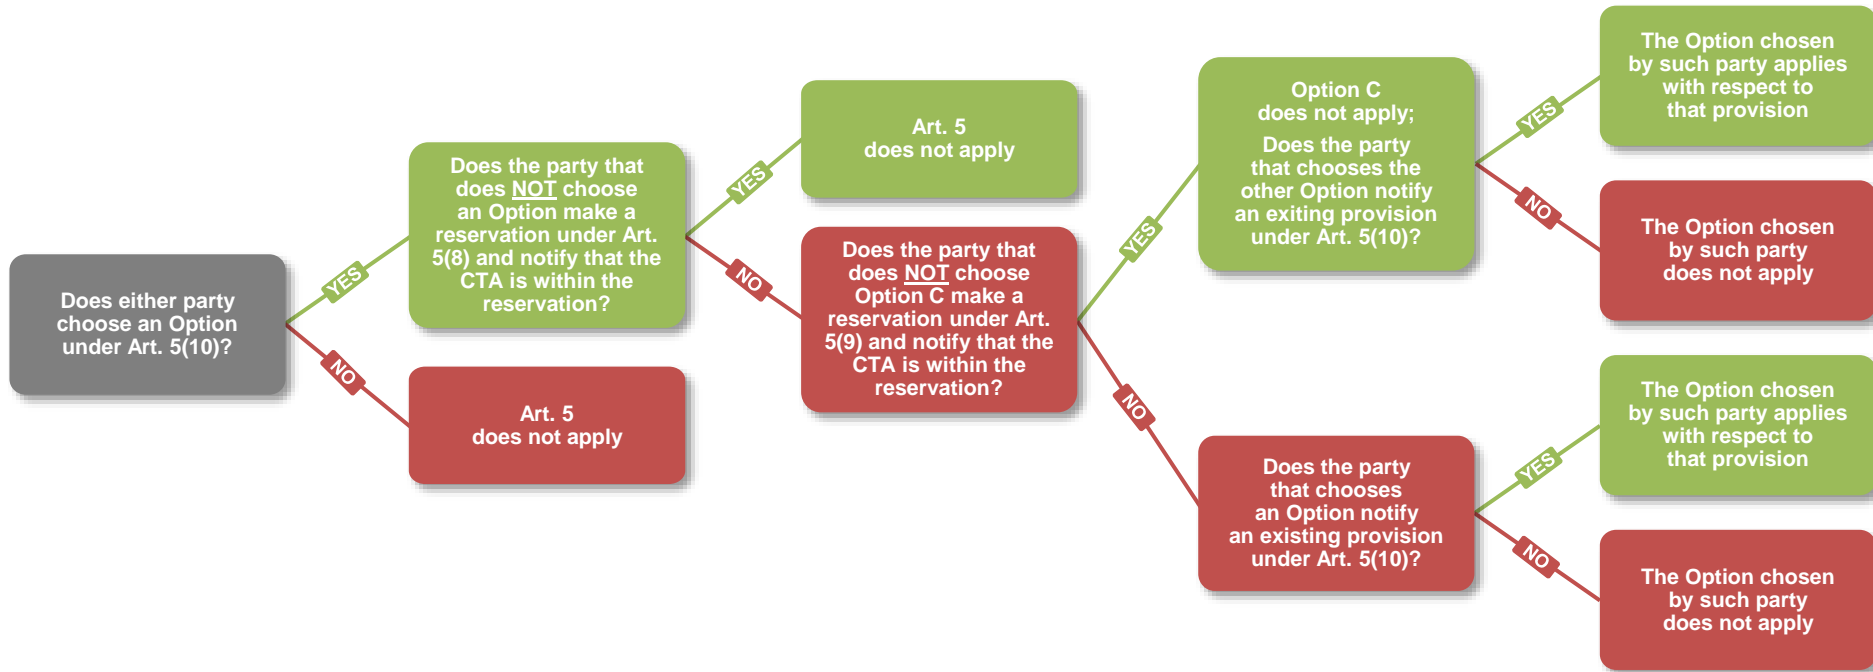 Does either party
choose an Option
under Art. 5(10)?
YES
NO
Does the party that
does NOT choose
an Option make a
reservation under Art.
5(8) and notify that the
CTA is within the
reservation?
Art. 5
does not apply
YES
NO
Art. 5
does not apply
Does the party that
does NOT choose
Option C make a
reservation under Art.
5(9) and notify that the
CTA is within the
reservation?
YES
NO
Option C
does not apply;
Does the party
that chooses the
other Option notify
an exiting provision
under Art. 5(10)?
Does the party
that chooses
an Option notify
an existing provision
under Art. 5(10)?
YES
NO
YES
NO
The Option chosen
by such party applies
with respect to
that provision
The Option chosen
by such party
does not apply
The Option chosen
by such party applies
with respect to
that provision
The Option chosen
by such party
does not apply